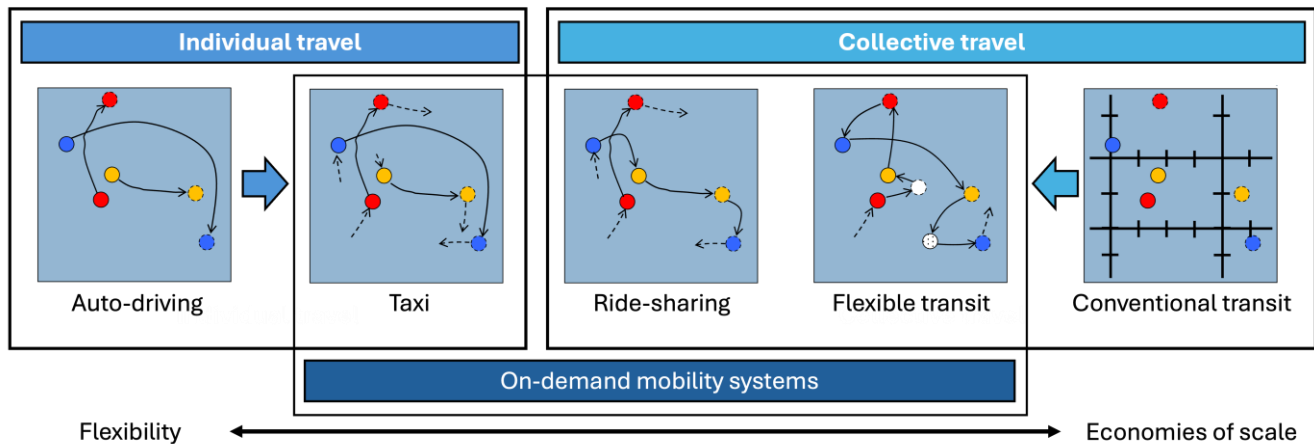 Individual travel
Collective travel
Auto-driving
Taxi
Ride-sharing
Flexible transit
Conventional transit
On-demand mobility systems
Flexibility
Economies of scale